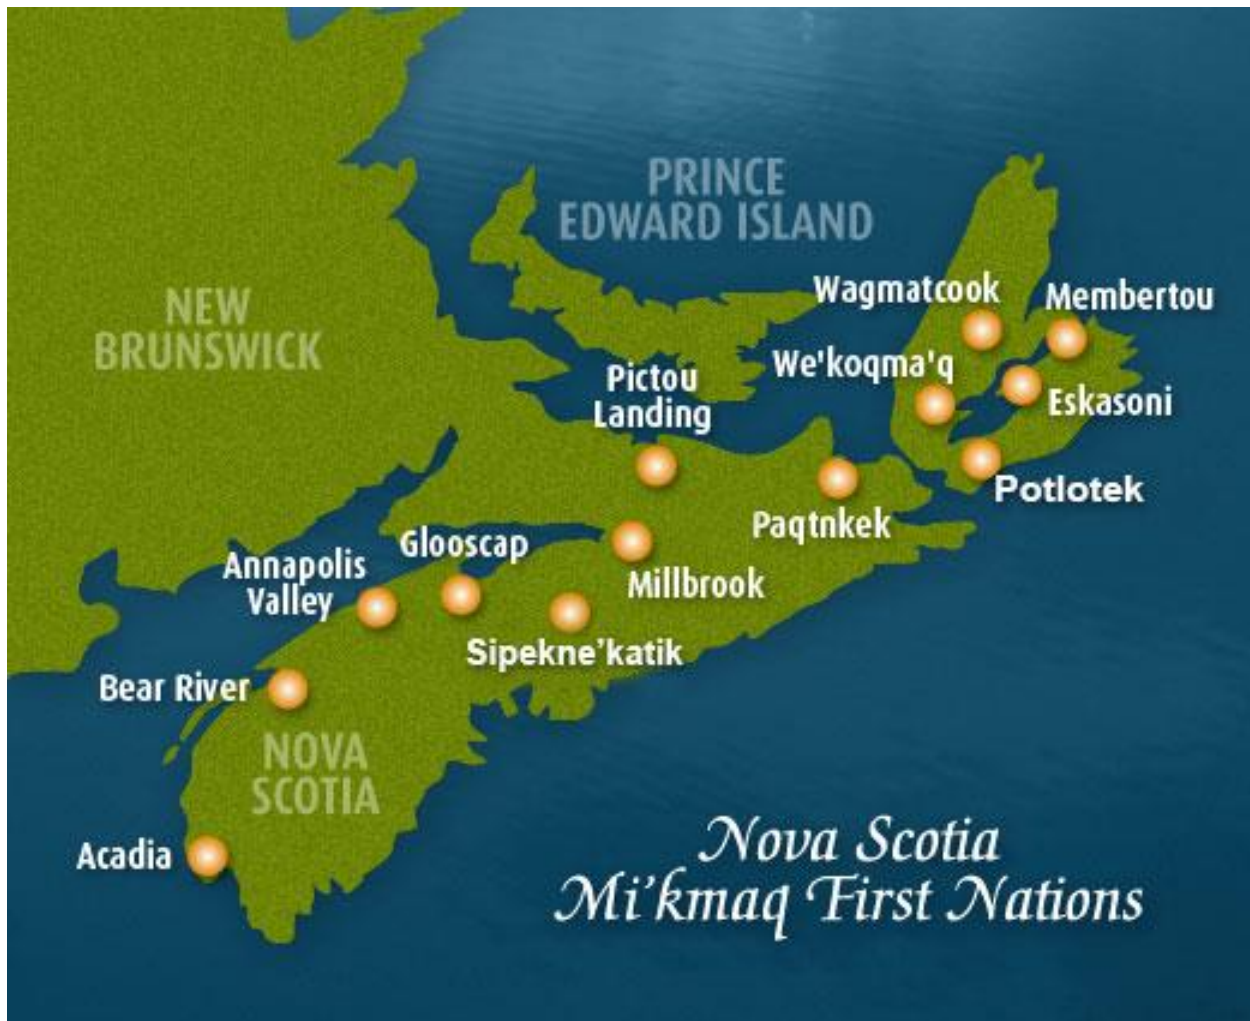 PRINCE
EDWARD ISLAND
NEW
BRUNSWICK
Wagmatcook
Membertou
We'koqma'q
Eskasoni
Pictou
Landing
Potlotek
Paqtnkek
Glooscap
Annapolis
Valley
Millbrook
Sipekne’katik
Bear River
NOVA
SCOTIA
Acadia
Nova Scotia
Mi’kmaq First Nations